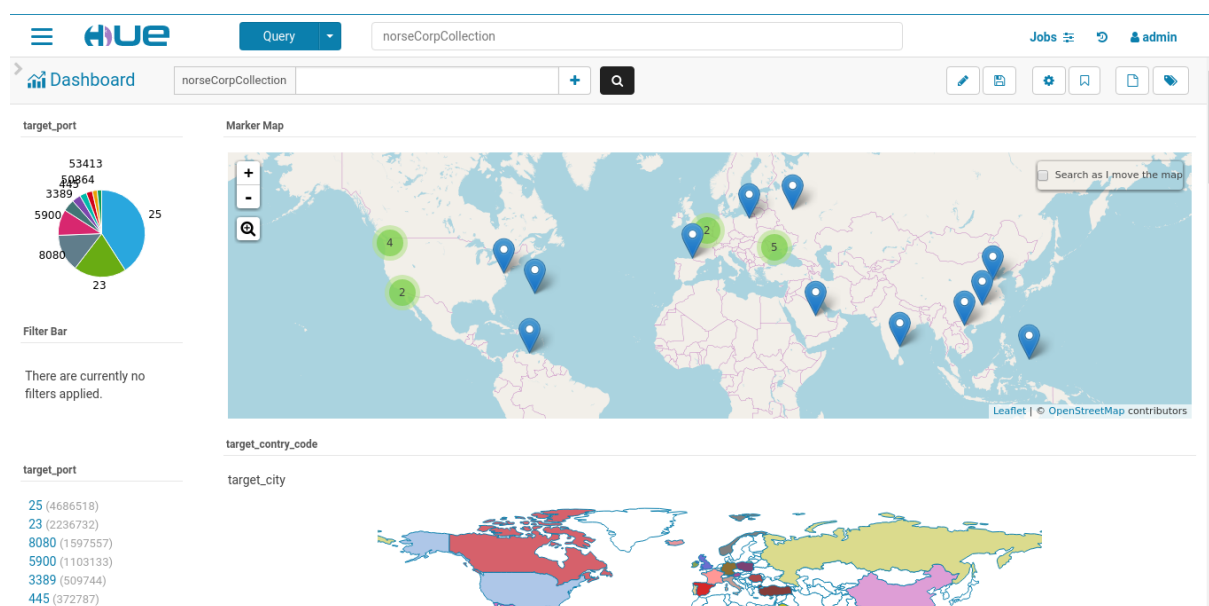 HUE
Query
norseCorpCollection
Jobs
admin
Dashboard
norseCorpCollection
+
target_port
53413
50864
445
3389
5900
8080
25
23
Filter Bar
There are currently no
filters applied.
target_port
25 (4686518)
23 (2236732)
8080 (1597557)
5900 (1103133)
3389 (509744)
445 (372787)
Marker Map
+
-
Search as I move the map
4
2
2
5
Leaflet | © OpenStreetMap contributors
target_contry_code
target_city